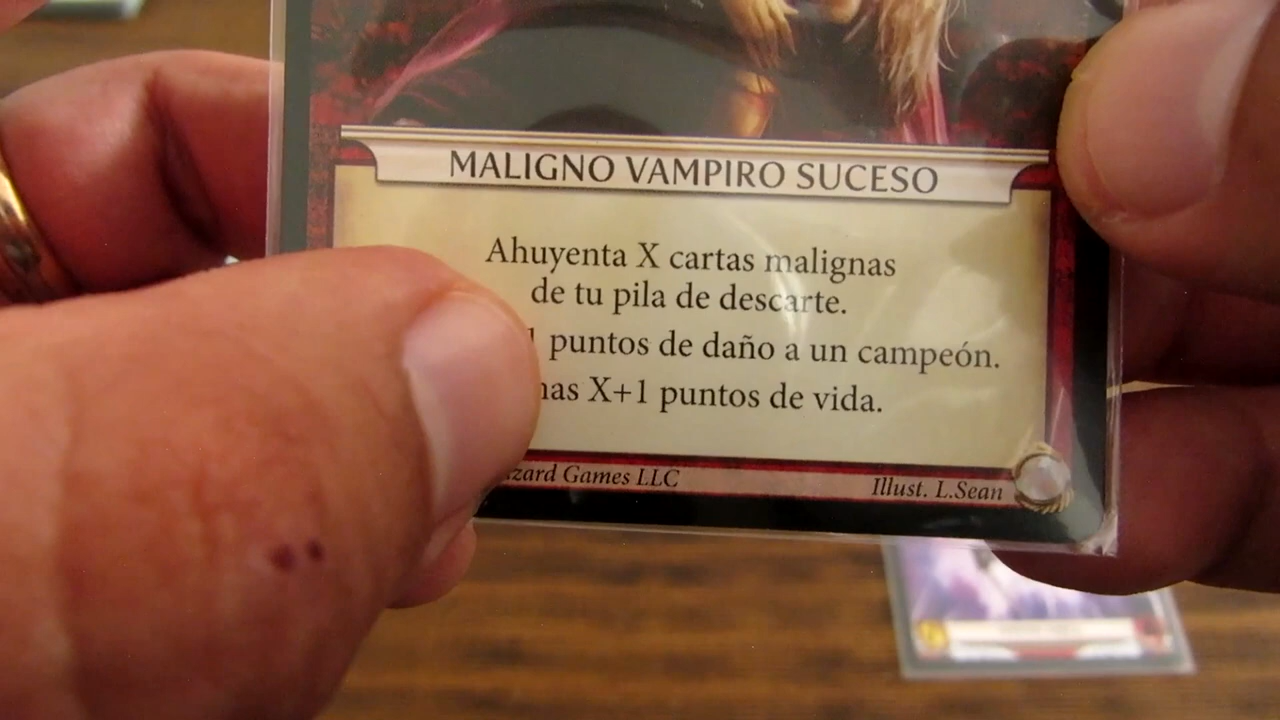 MALIGNO VAMPIRO SUCESO
Ahuyenta X cartas malignas
de tu pila de descarte.
puntos de daño a un campeón.
X+1 puntos de vida.
Games LLC
Illust. L.Sean